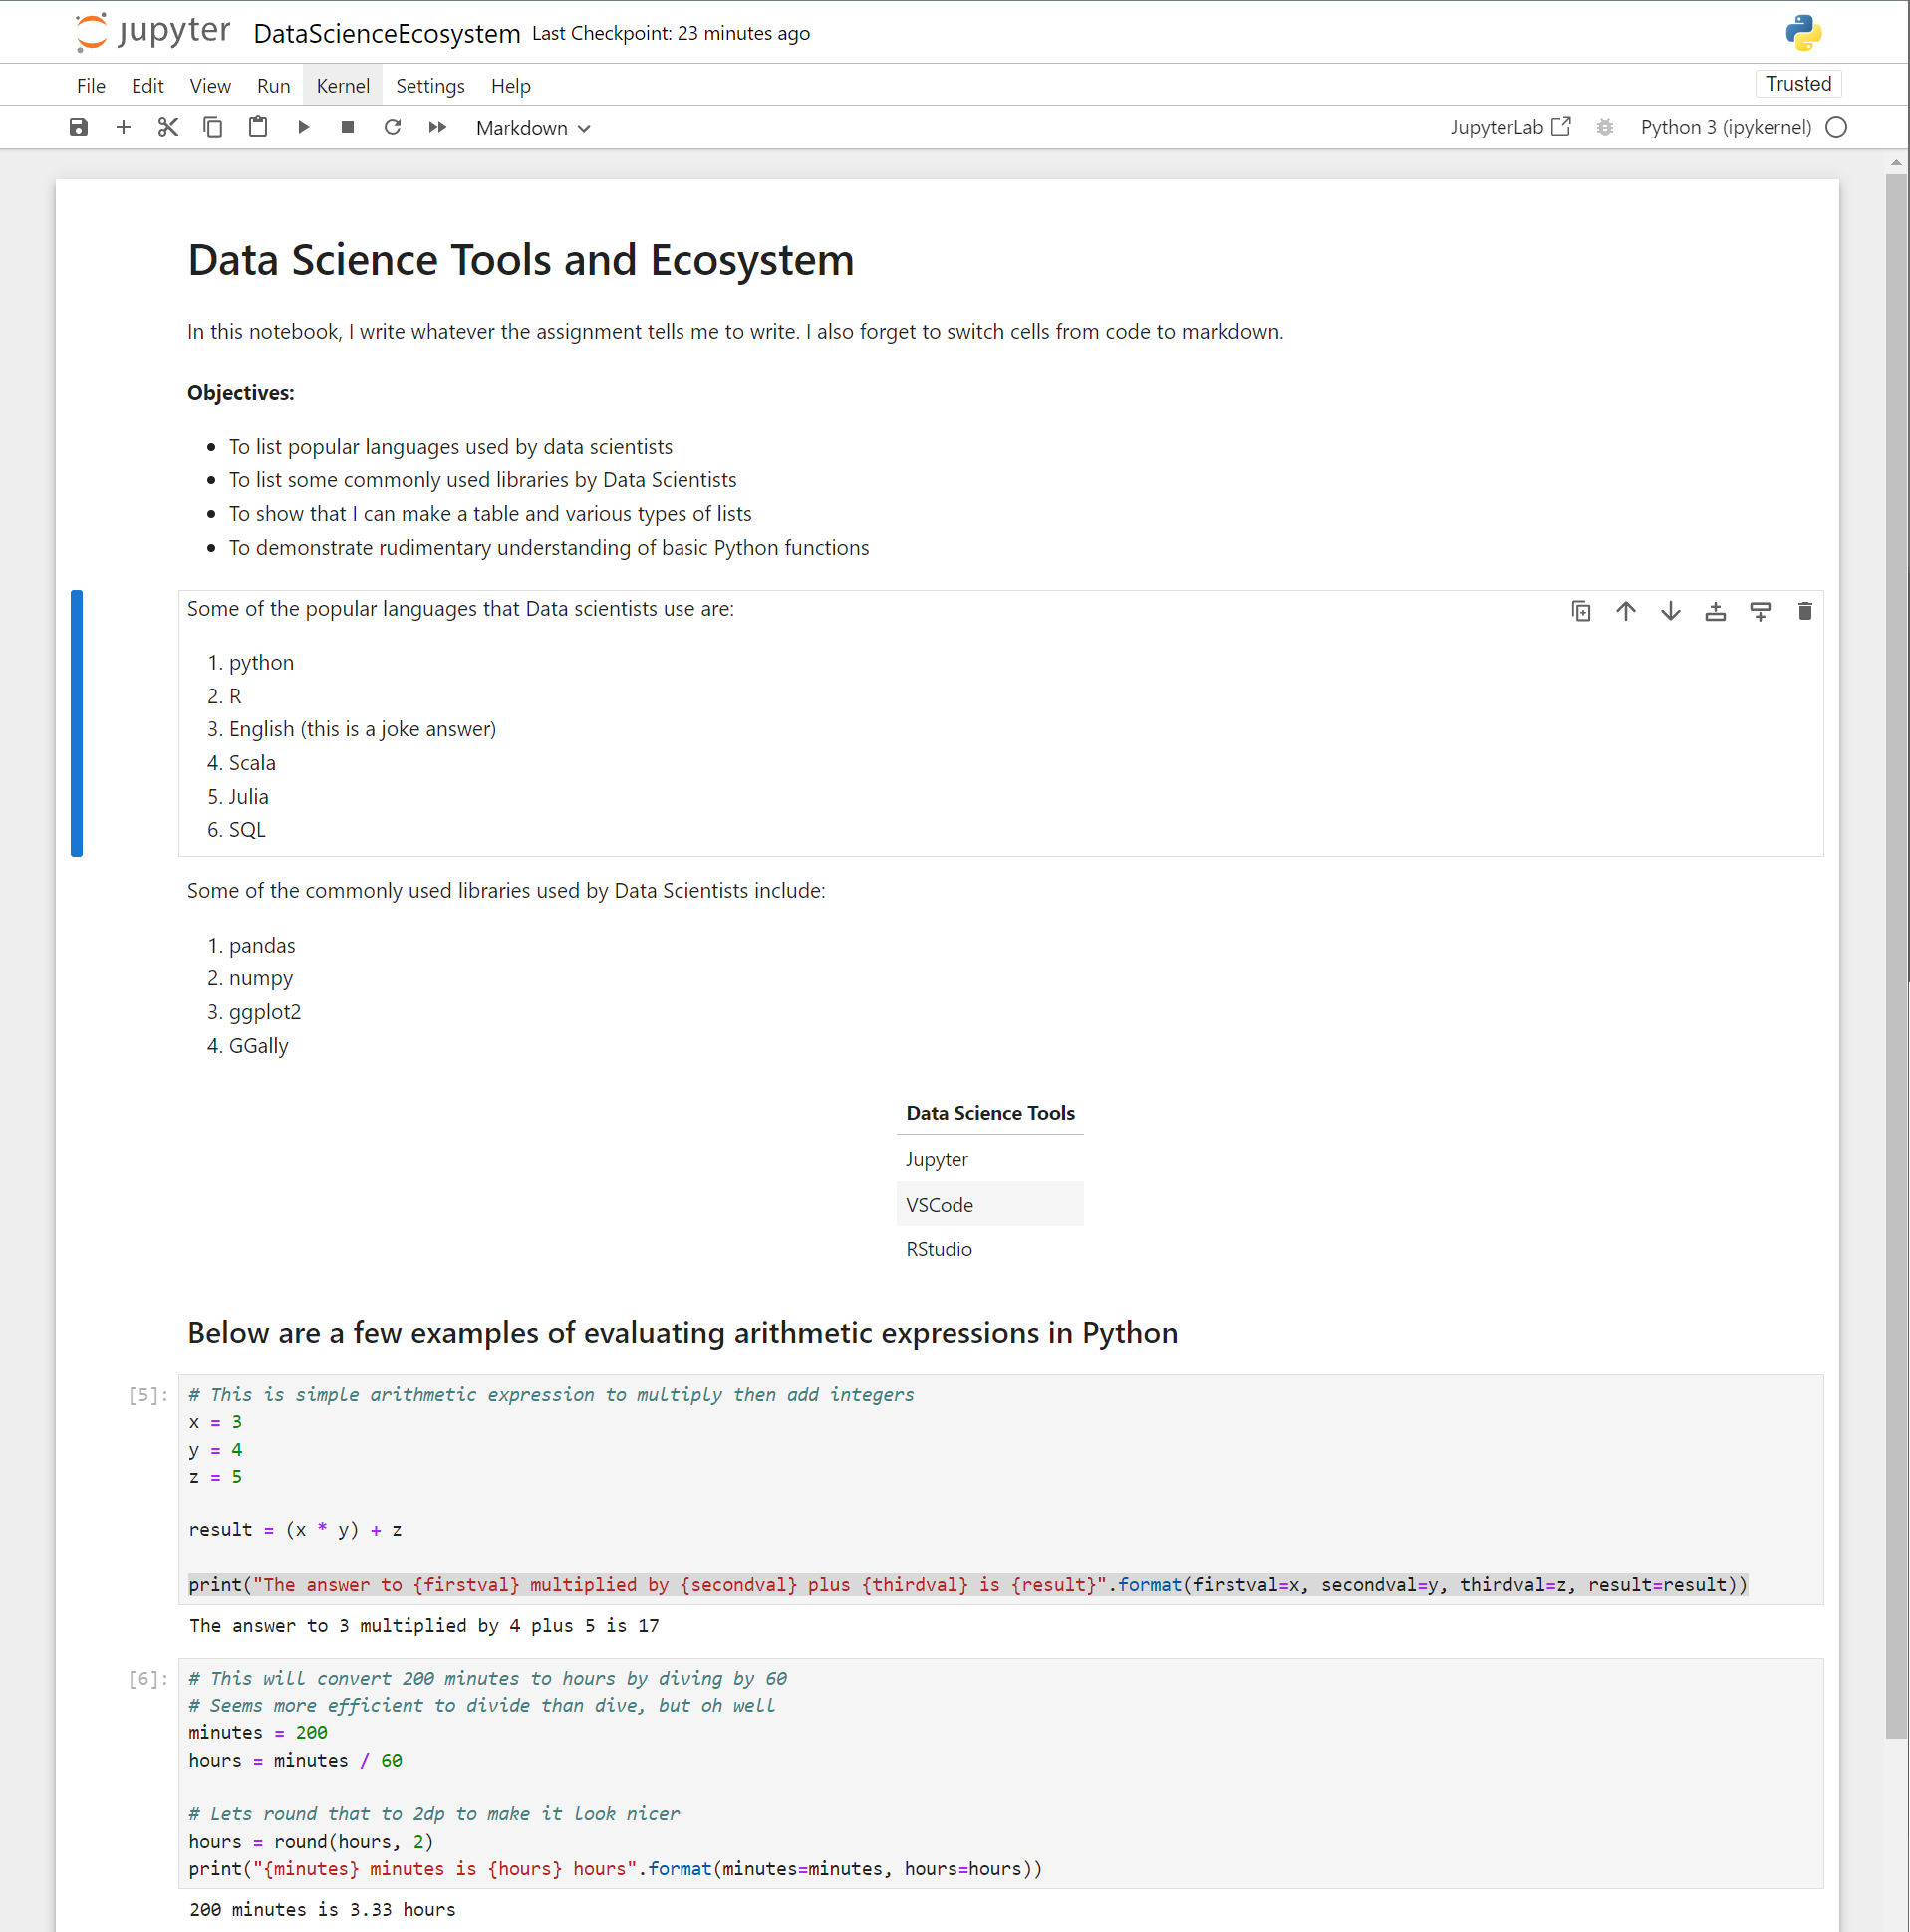 jupyter DataScienceEcosystem Last Checkpoint: 23 minutes ago
File Edit View Run Kernel Settings Help Trusted
Markdown JupyterLab Python 3 (ipykernel)
Data Science Tools and Ecosystem
In this notebook, I write whatever the assignment tells me to write. I also forget to switch cells from code to markdown.
Objectives:
• To list popular languages used by data scientists
• To list some commonly used libraries by Data Scientists
• To show that I can make a table and various types of lists
• To demonstrate rudimentary understanding of basic Python functions
Some of the popular languages that Data scientists use are:
1. python
2. R
3. English (this is a joke answer)
4. Scala
5. Julia
6. SQL
Some of the commonly used libraries used by Data Scientists include:
1. pandas
2. numpy
3. ggplot2
4. GGally
Data Science Tools
Jupyter
VSCode
RStudio
Below are a few examples of evaluating arithmetic expressions in Python
[5]: # This is simple arithmetic expression to multiply then add integers
x = 3
y = 4
z = 5
result = (x * y) + z
print("The answer to {firstval} multiplied by {secondval} plus {thirdval} is {result}".format(firstval=x, secondval=y, thirdval=z, result=result))
The answer to 3 multiplied by 4 plus 5 is 17
[6]: # This will convert 200 minutes to hours by diving by 60
# Seems more efficient to divide than dive, but oh well
minutes = 200
hours = minutes / 60
# Lets round that to 2dp to make it look nicer
hours = round(hours, 2)
print("{minutes} minutes is {hours} hours".format(minutes=minutes, hours=hours))
200 minutes is 3.33 hours